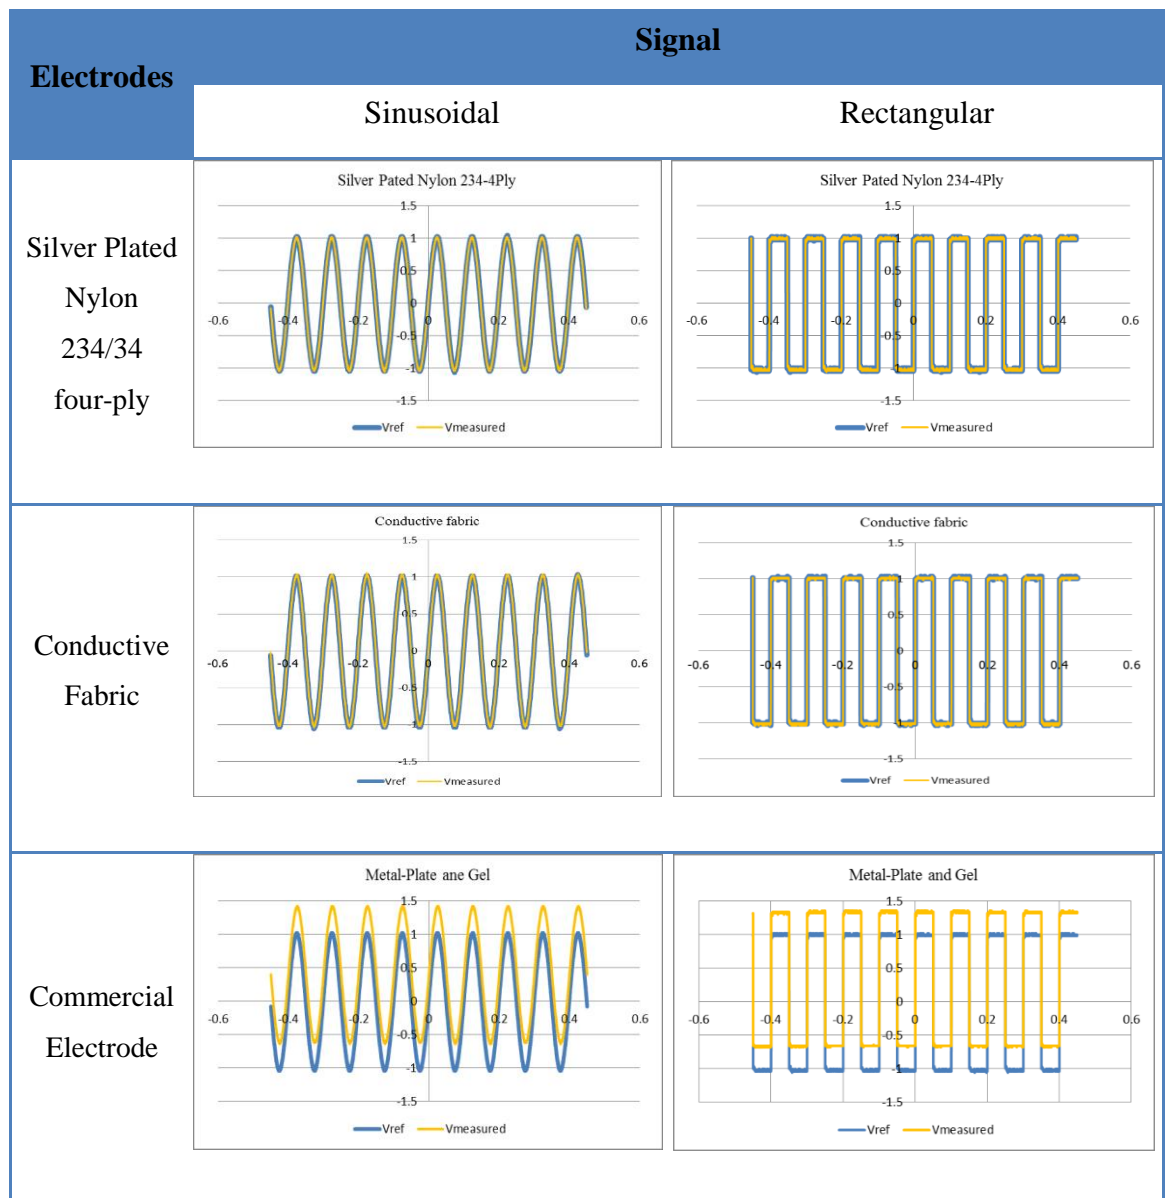 Electrodes
Signal
Sinusoidal
Rectangular
Silver Plated
Nylon
234/34
four-ply
Silver Pated Nylon 234-4Ply
1.5
1
0.5
0
-0.6
-0.4
-0.2
0
0.2
0.4
0.6
-0.5
-1
-1.5
Vref
Vmeasured
Silver Pated Nylon 234-4Ply
1.5
1
0.5
0
-0.6
-0.4
-0.2
0
0.2
0.4
0.6
-0.5
-1
-1.5
Vref
Vmeasured
Conductive
Fabric
Conductive fabric
1.5
1
0.5
0
-0.6
-0.4
-0.2
0
0.2
0.4
0.6
-0.5
-1
-1.5
Vref
Vmeasured
Conductive fabric
1.5
1
0.5
0
-0.6
-0.4
-0.2
0
0.2
0.4
0.6
-0.5
-1
-1.5
Vref
Vmeasured
Commercial
Electrode
Metal-Plate ane Gel
1.5
1
0.5
0
-0.6
-0.4
-0.2
0
0.2
0.4
0.6
-0.5
-1
-1.5
Vref
Vmeasured
Metal-Plate and Gel
1.5
1
0.5
0
-0.6
-0.4
-0.2
0
0.2
0.4
0.6
-0.5
-1
-1.5
Vref
Vmeasured